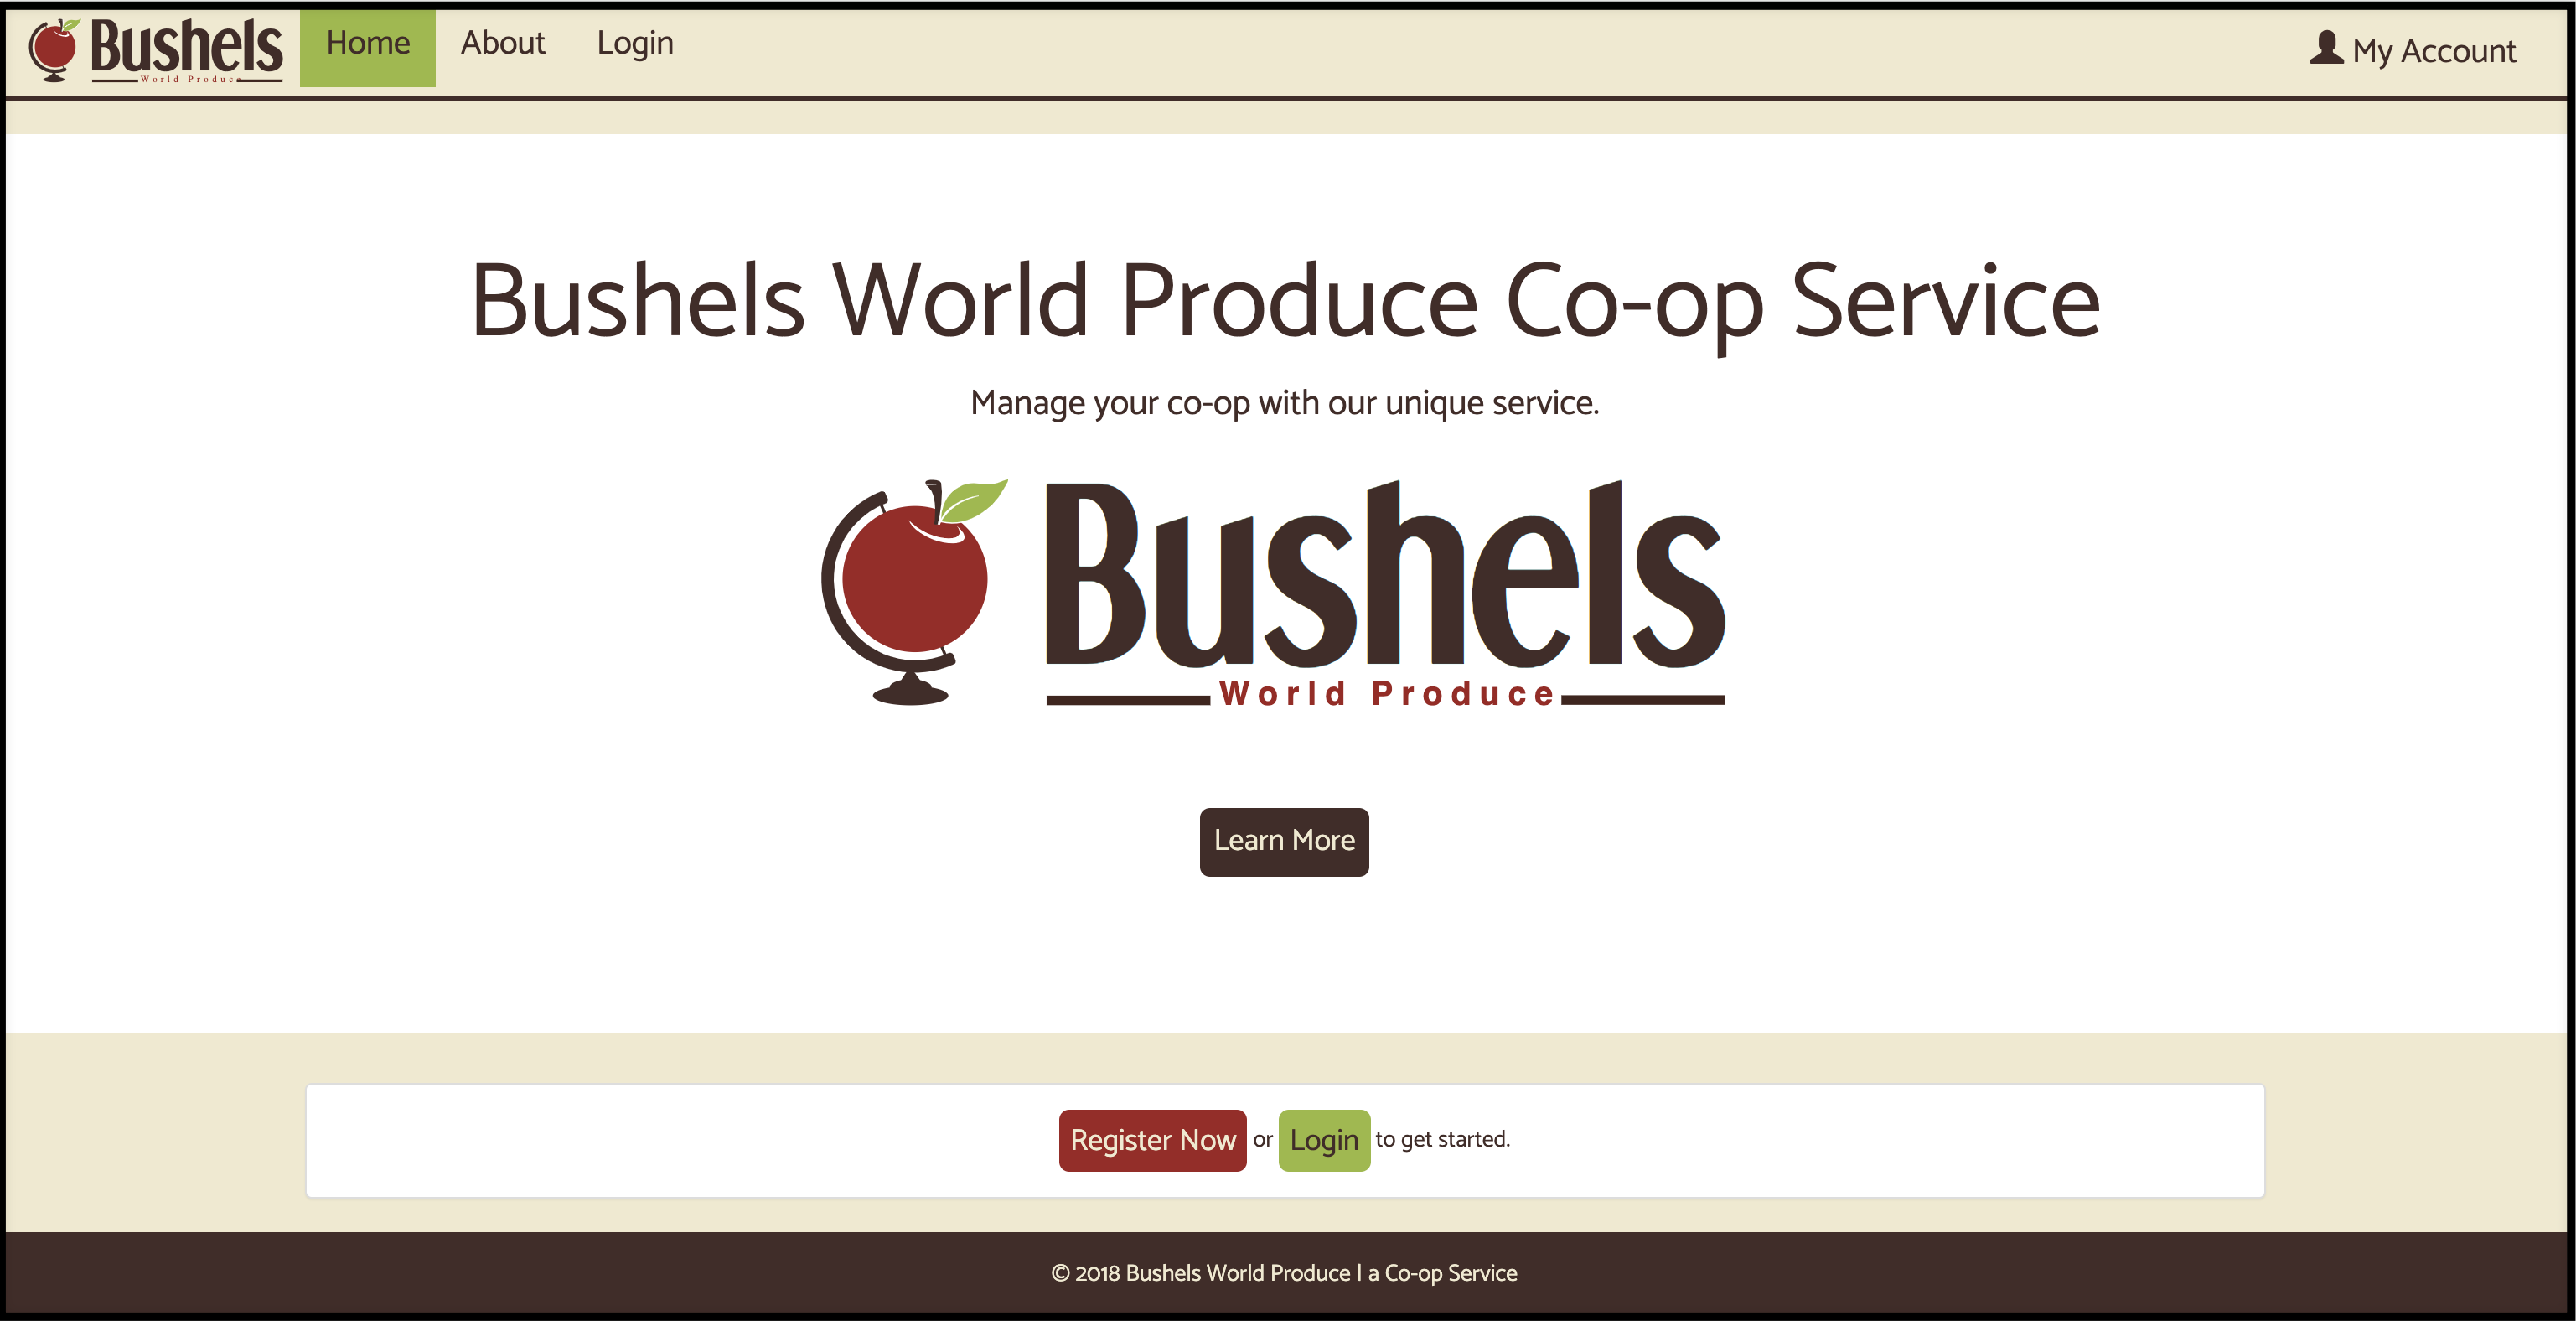 Bushels
World Produce
Home About Login
My Account
Bushels World Produce Co-op Service
Manage your co-op with our unique service.
Bushels
World Produce
Learn More
Register Now or Login to get started.
© 2018 Bushels World Produce | a Co-op Service